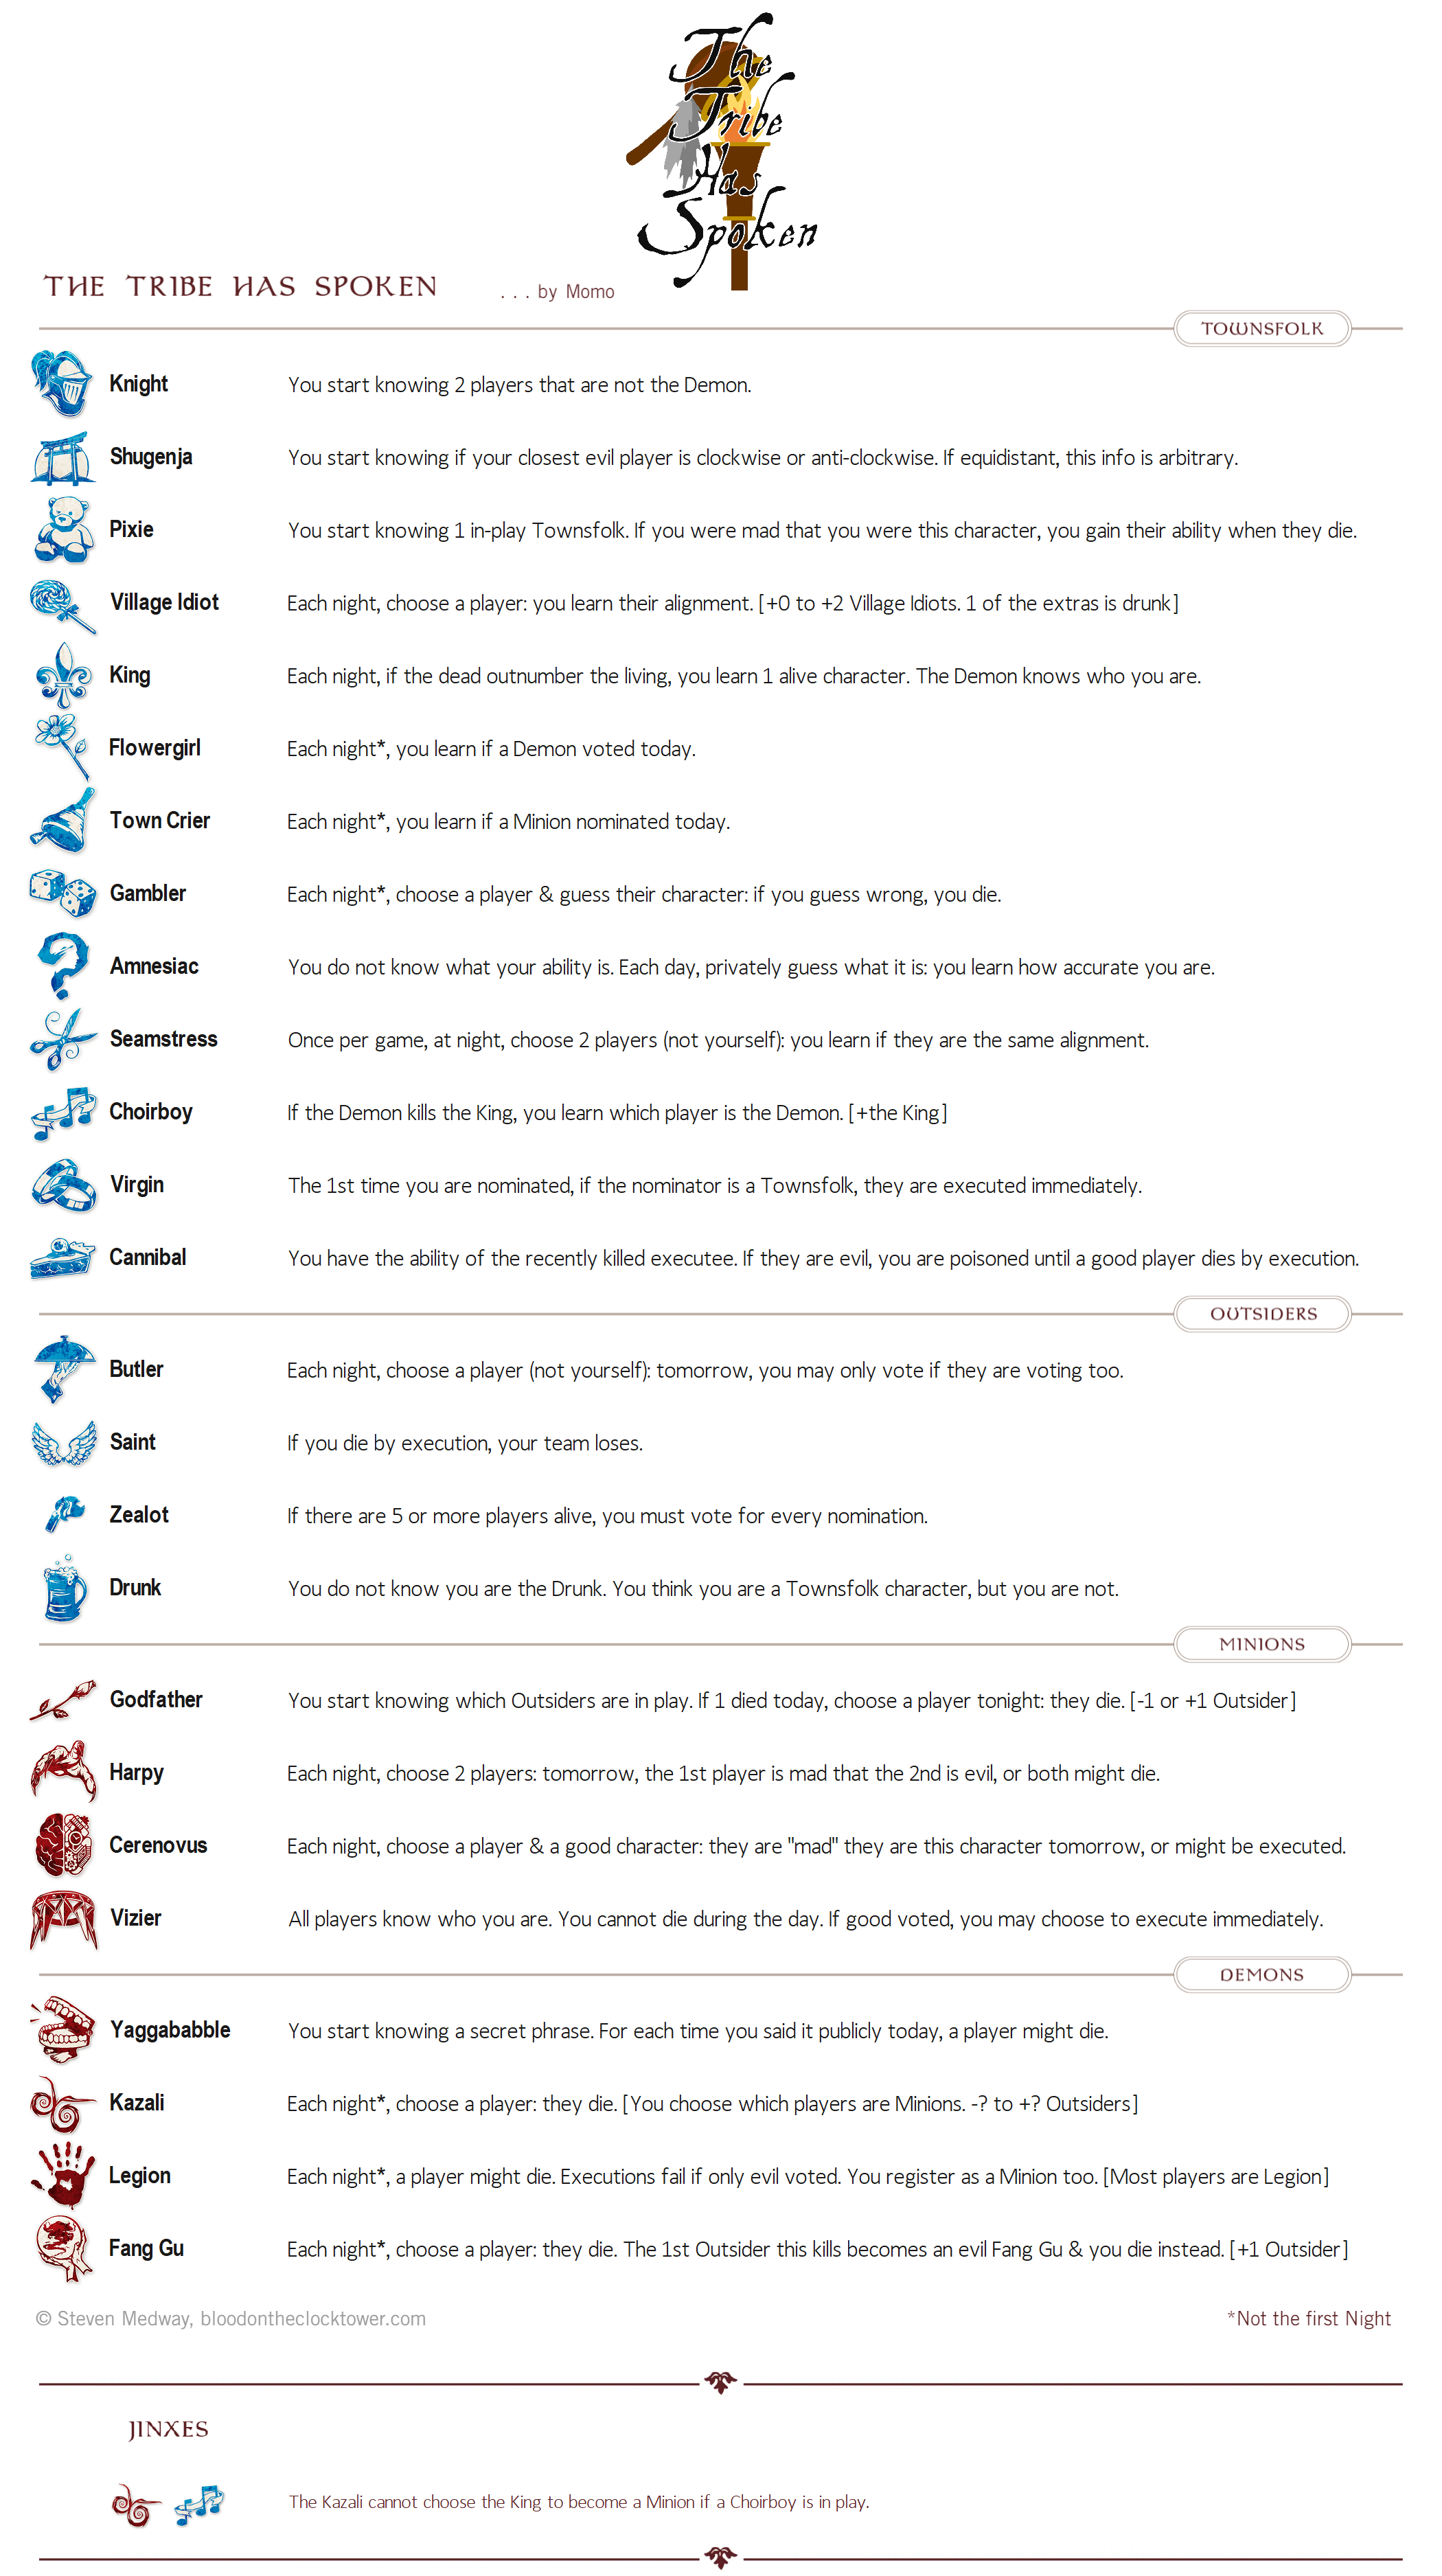 The
Tribe
Has
Spoken
THE TRIBE HAS SPOKEN . . . by Momo
TOWNSFOLK
Knight You start knowing 2 players that are not the Demon.
Shugenja You start knowing if your closest evil player is clockwise or anti-clockwise. If equidistant, this info is arbitrary.
Pixie You start knowing 1 in-play Townsfolk. If you were mad that you were this character, you gain their ability when they die.
Village Idiot Each night, choose a player: you learn their alignment. [+0 to +2 Village Idiots. 1 of the extras is drunk]
King Each night, if the dead outnumber the living, you learn 1 alive character. The Demon knows who you are.
Flowergirl Each night*, you learn if a Demon voted today.
Town Crier Each night*, you learn if a Minion nominated today.
Gambler Each night*, choose a player & guess their character: if you guess wrong, you die.
Amnesiac You do not know what your ability is. Each day, privately guess what it is: you learn how accurate you are.
Seamstress Once per game, at night, choose 2 players (not yourself): you learn if they are the same alignment.
Choirboy If the Demon kills the King, you learn which player is the Demon. [+the King]
Virgin The 1st time you are nominated, if the nominator is a Townsfolk, they are executed immediately.
Cannibal You have the ability of the recently killed executee. If they are evil, you are poisoned until a good player dies by execution.
OUTSIDERS
Butler Each night, choose a player (not yourself): tomorrow, you may only vote if they are voting too.
Saint If you die by execution, your team loses.
Zealot If there are 5 or more players alive, you must vote for every nomination.
Drunk You do not know you are the Drunk. You think you are a Townsfolk character, but you are not.
MINIONS
Godfather You start knowing which Outsiders are in play. If 1 died today, choose a player tonight: they die. [-1 or +1 Outsider]
Harpy Each night, choose 2 players: tomorrow, the 1st player is mad that the 2nd is evil, or both might die.
Cerenovus Each night, choose a player & a good character: they are "mad" they are this character tomorrow, or might be executed.
Vizier All players know who you are. You cannot die during the day. If good voted, you may choose to execute immediately.
DEMONS
Yaggababble You start knowing a secret phrase. For each time you said it publicly today, a player might die.
Kazali Each night*, choose a player: they die. [You choose which players are Minions. -? to +? Outsiders]
Legion Each night*, a player might die. Executions fail if only evil voted. You register as a Minion too. [Most players are Legion]
Fang Gu Each night*, choose a player: they die. The 1st Outsider this kills becomes an evil Fang Gu & you die instead. [+1 Outsider]
© Steven Medway, bloodontheclocktower.com *Not the first Night
JINXES
The Kazali cannot choose the King to become a Minion if a Choirboy is in play.